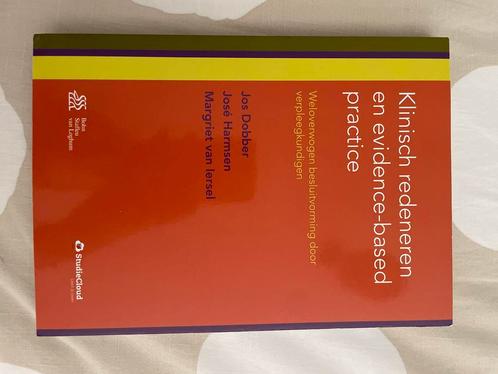 Klinisch redeneren
en evidence-based
practice
Weloverwogen besluitvorming door
verpleegkundigen
Jos Dobber
José Harmsen
Margriet van Iersel
Bohn
Stafleu
van Loghum
StudieCloud